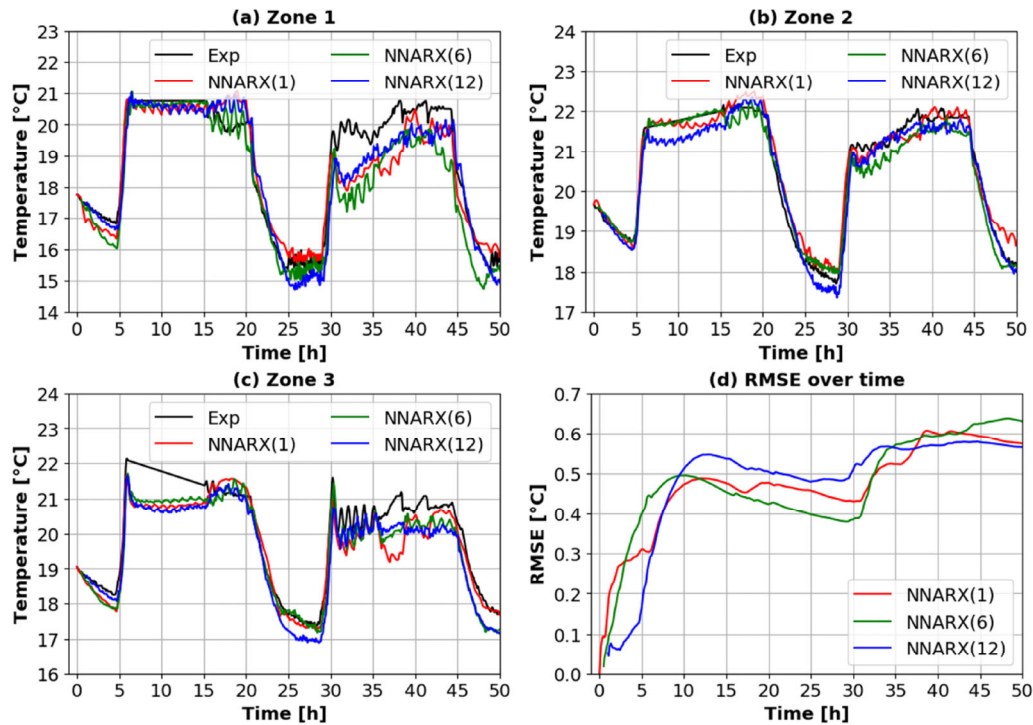 (a) Zone 1
Temperature [°C]
23
22
21
20
19
18
17
16
15
14
Exp
NNARX(1)
NNARX(6)
NNARX(12)
0 5 10 15 20 25 30 35 40 45 50
Time [h]
(b) Zone 2
Temperature [°C]
24
23
22
21
20
19
18
17
Exp
NNARX(1)
NNARX(6)
NNARX(12)
0 5 10 15 20 25 30 35 40 45 50
Time [h]
(c) Zone 3
Temperature [°C]
24
23
22
21
20
19
18
17
16
Exp
NNARX(1)
NNARX(6)
NNARX(12)
0 5 10 15 20 25 30 35 40 45 50
Time [h]
(d) RMSE over time
RMSE [°C]
0.7
0.6
0.5
0.4
0.3
0.2
0.1
0.0
NNARX(1)
NNARX(6)
NNARX(12)
0 5 10 15 20 25 30 35 40 45 50
Time [h]